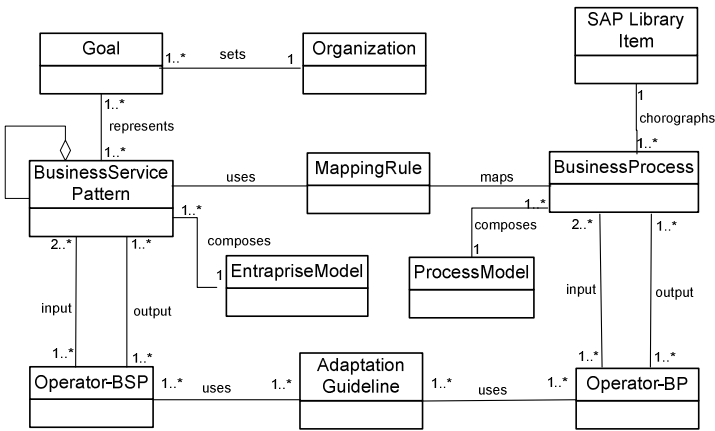 Goal
1..*
sets
1
Organization
SAP Library
Item
1
chorographs
1..*
1..*
represents
1..*
BusinessService
Pattern
uses
MappingRule
maps
BusinessProcess
1..*
composes
1
EntrapriseModel
1..*
composes
1
ProcessModel
2..*
1..*
input
output
1..*
1..*
2..*
1..*
input
output
1..*
1..*
Operator-BSP
1..*
uses
1..*
Adaptation
Guideline
1..*
uses
1..*
Operator-BP